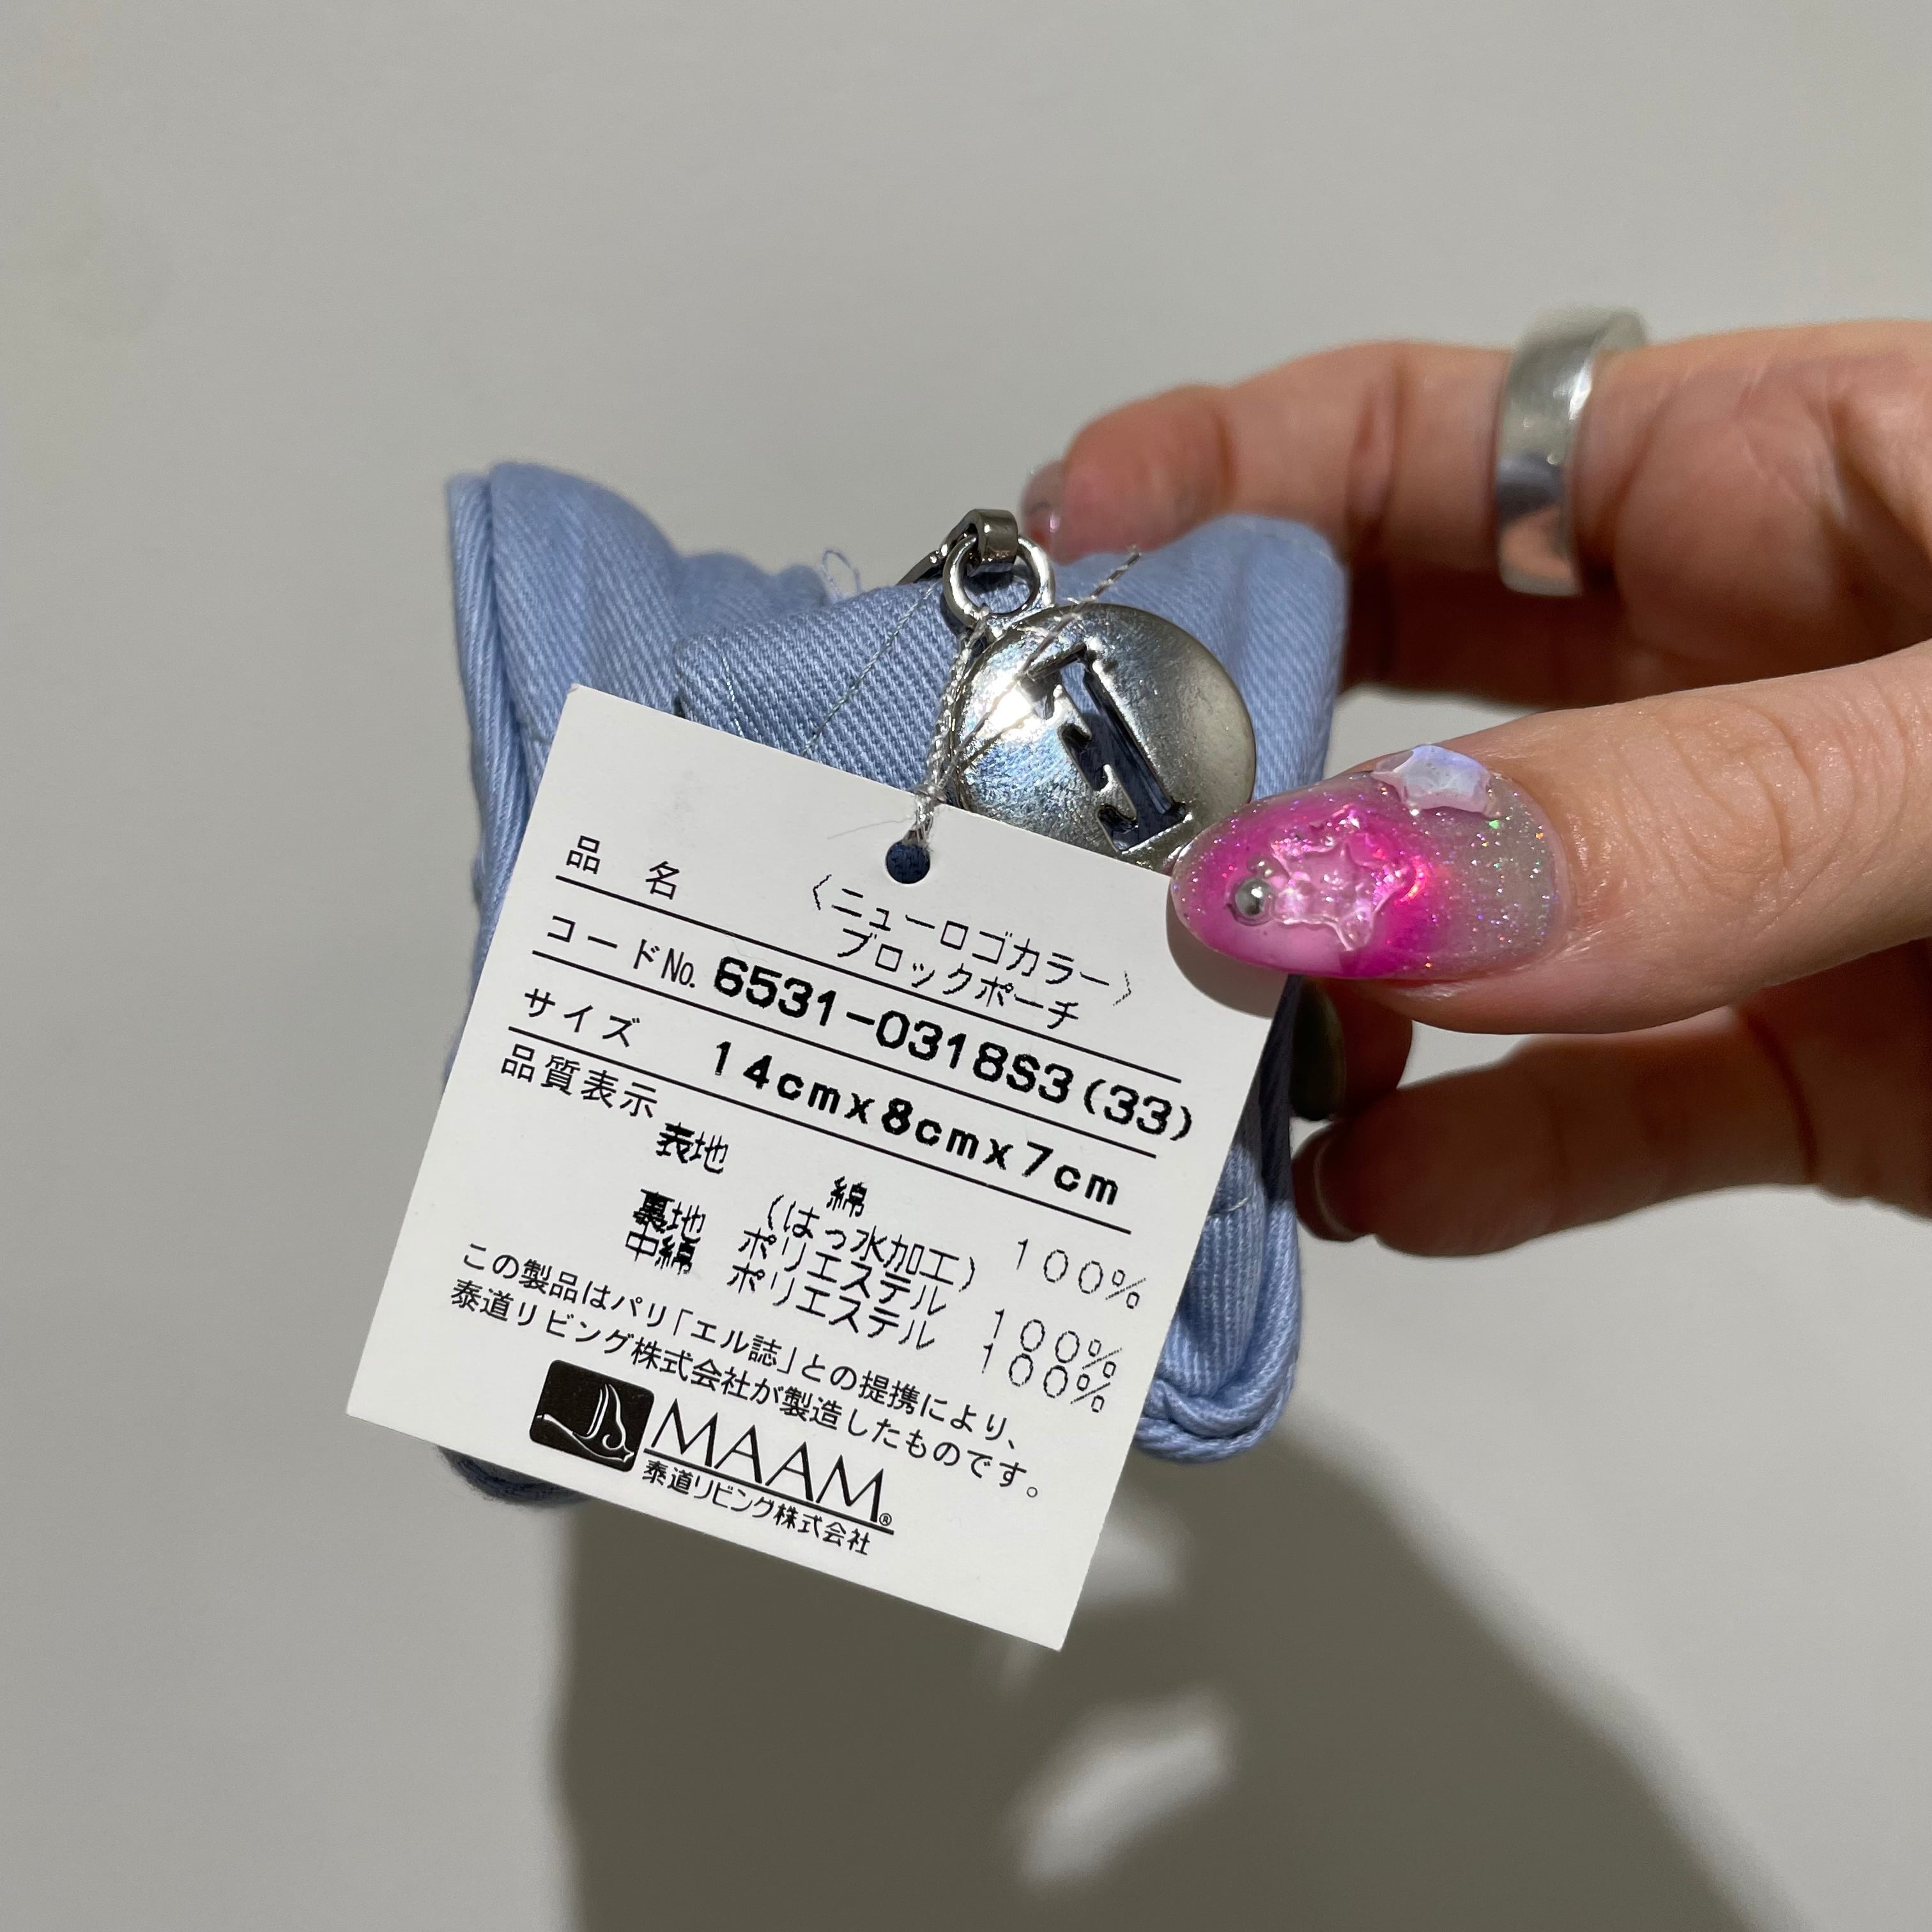 E
品名 〈ニューロゴカラー〉
ブロックポーチ
コードNo. 6531-0318S3(33)
サイズ 14cm×8cm×7cm
品質表示
表地 綿 100%
(はっ水加工)
裏地 ポリエステル 100%
中綿 ポリエステル 100%
この製品はパリ「エル誌」との提携により、
泰道リビング株式会社が製造したものです。
MAAM®
泰道リビング株式会社